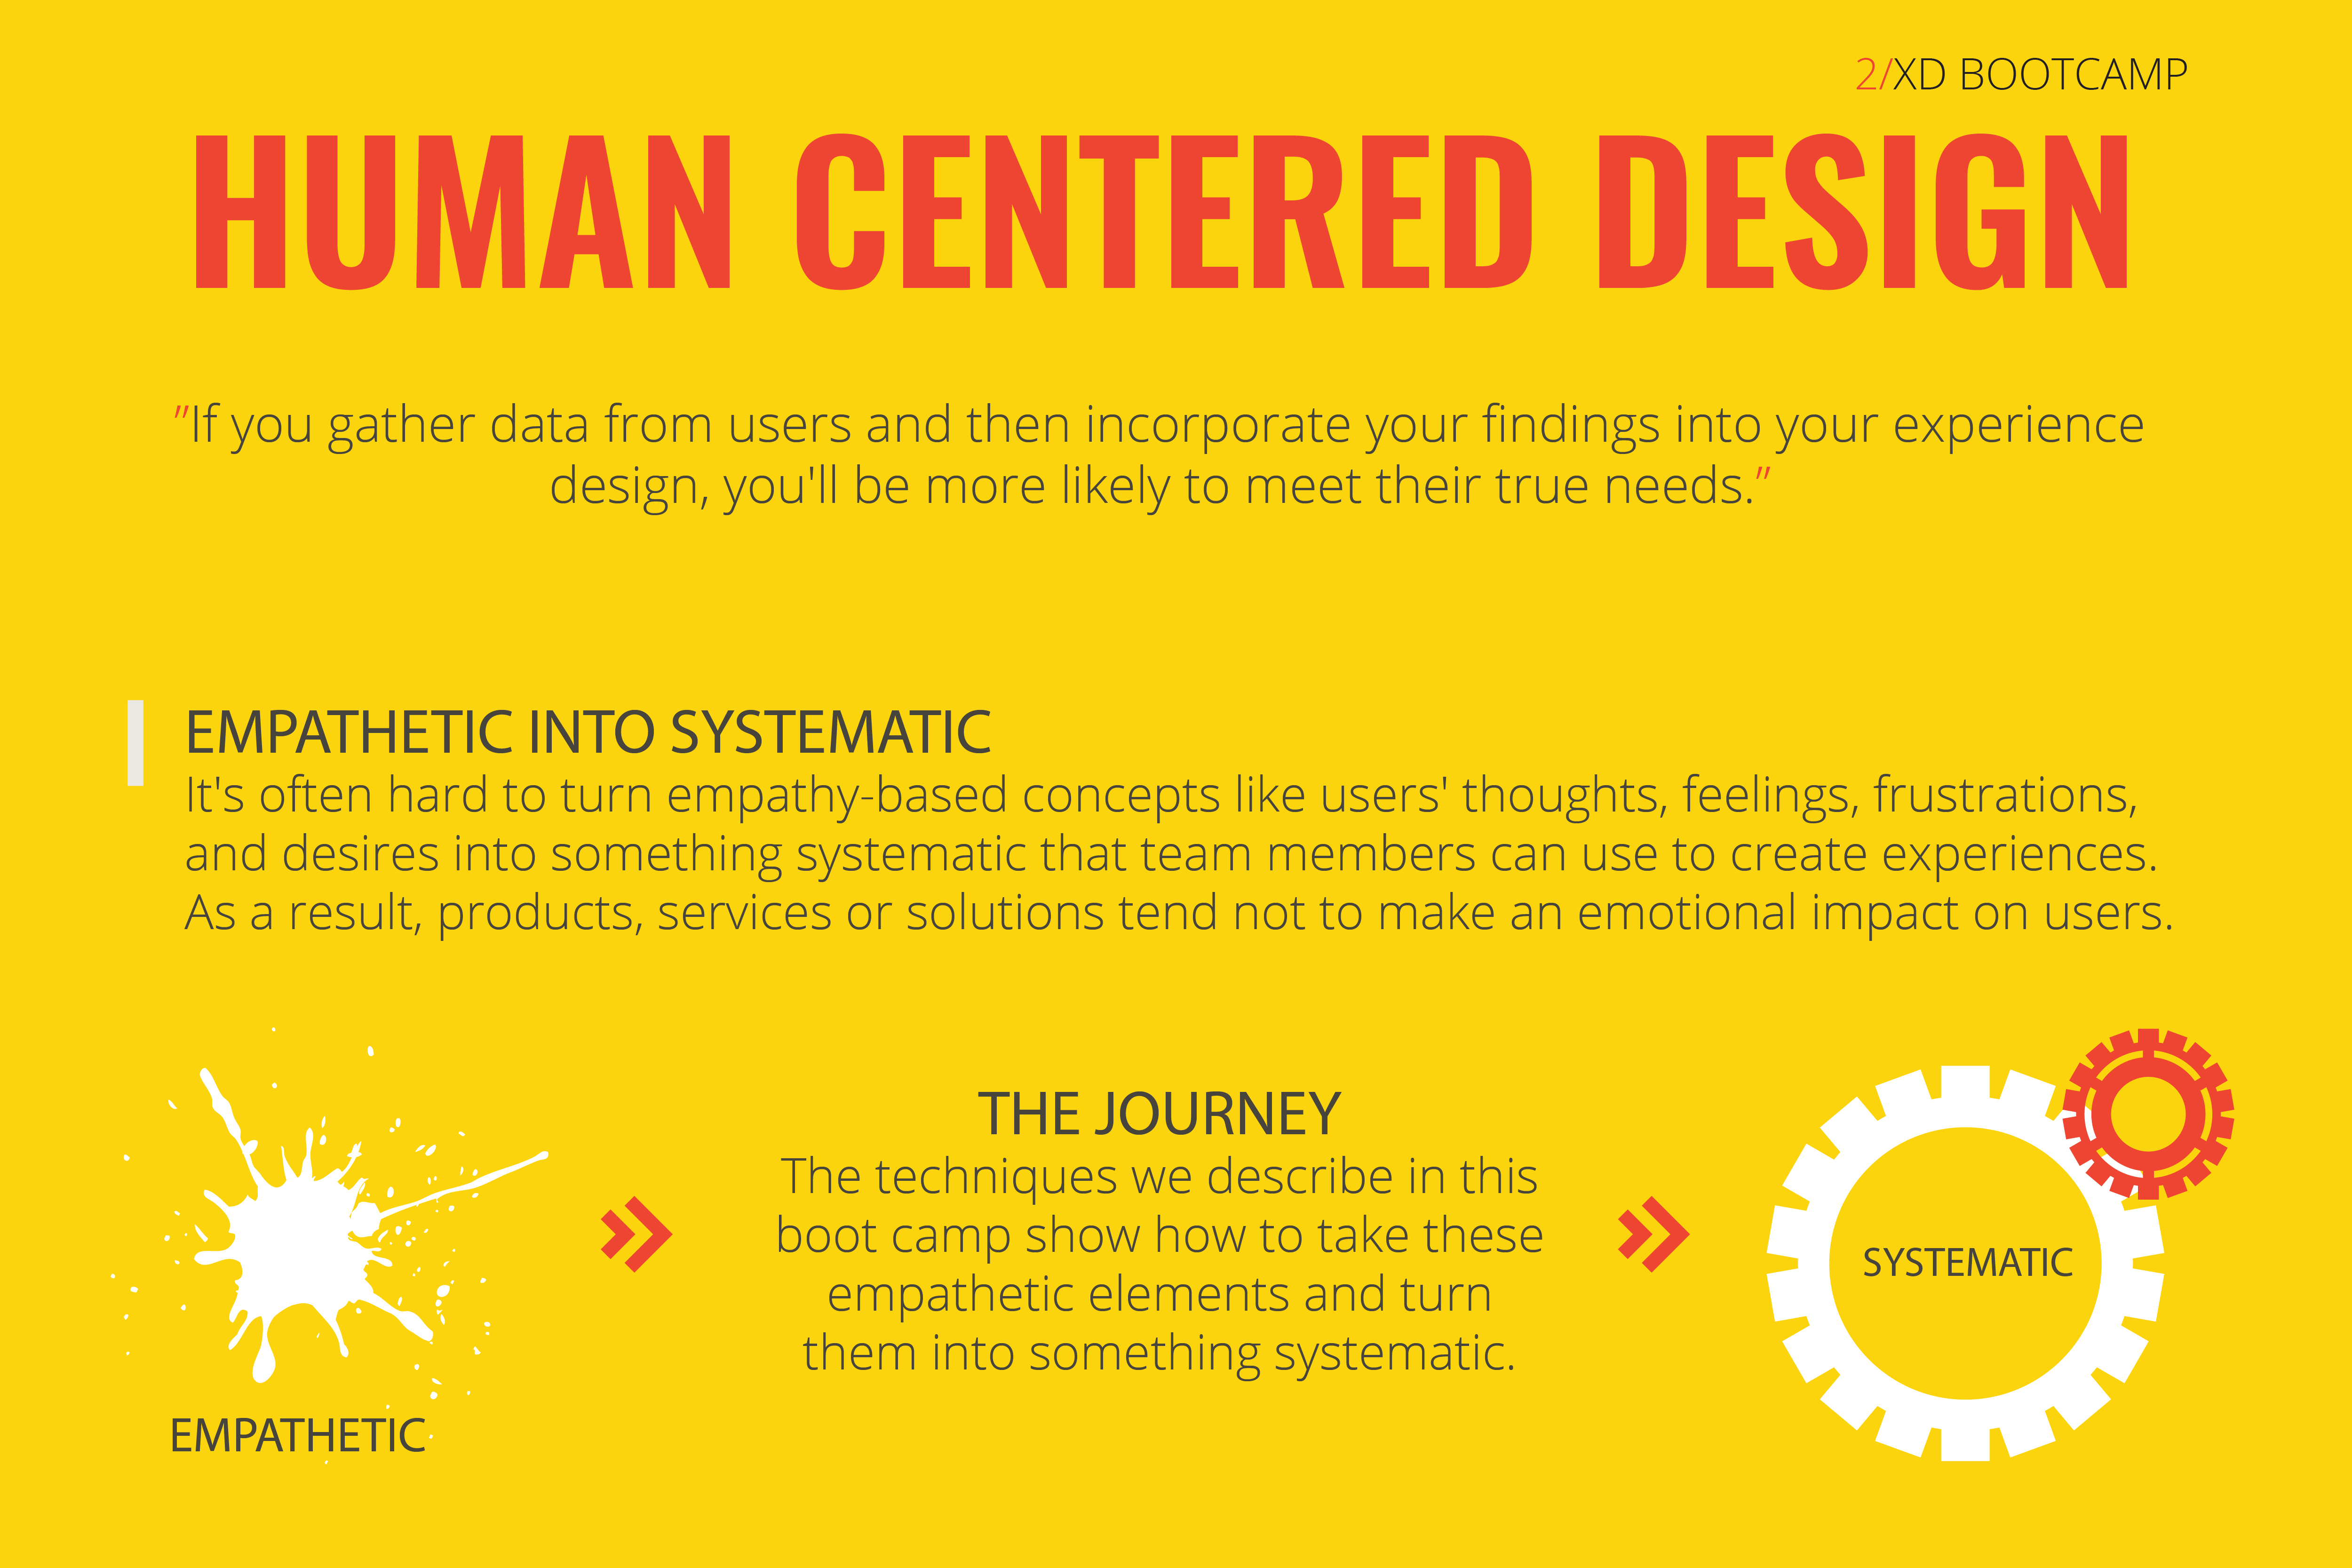 2/XD BOOTCAMP
HUMAN CENTERED DESIGN
"If you gather data from users and then incorporate your findings into your experience
design, you'll be more likely to meet their true needs."
EMPATHETIC INTO SYSTEMATIC
It's often hard to turn empathy-based concepts like users' thoughts, feelings, frustrations,
and desires into something systematic that team members can use to create experiences.
As a result, products, services or solutions tend not to make an emotional impact on users.
EMPATHETIC
THE JOURNEY
The techniques we describe in this
boot camp show how to take these
empathetic elements and turn
them into something systematic.
SYSTEMATIC